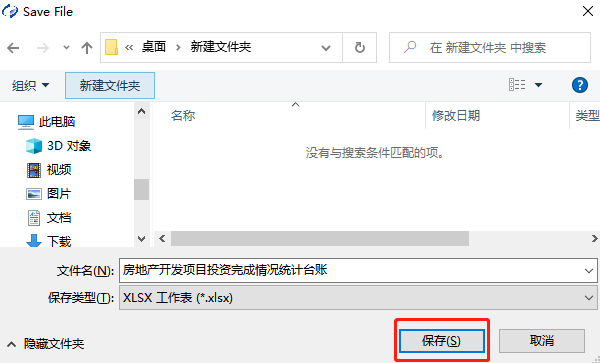 Save File
« 桌面 > 新建文件夹
在 新建文件夹 中搜索
组织 新建文件夹
名称 修改日期 类型
此电脑
3D 对象
视频
图片
文档
下载
没有与搜索条件匹配的项。
文件名(N): 房地产开发项目投资完成情况统计台账
保存类型(T): XLSX 工作表 (*.xlsx)
隐藏文件夹 保存(S) 取消